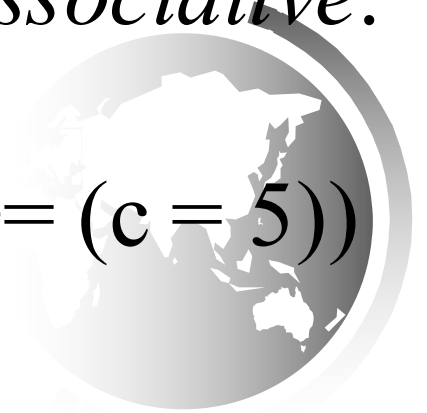 ssociative.
= (c = 5))